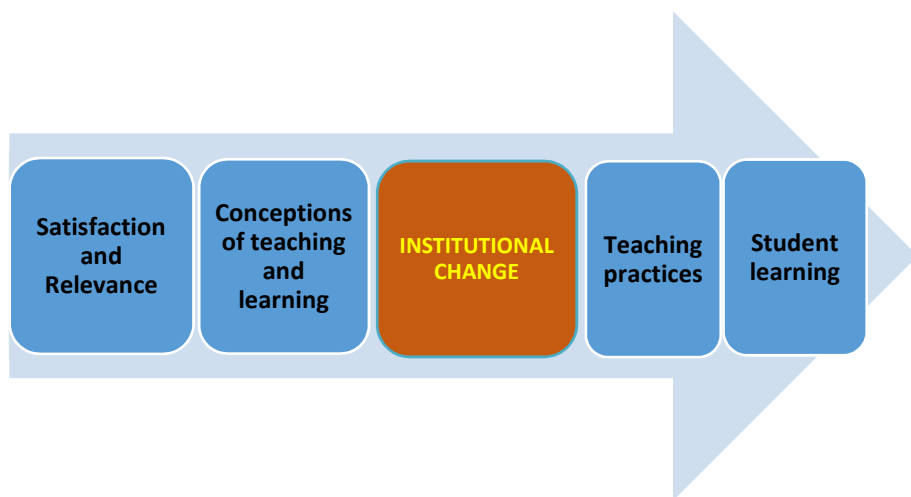 Satisfaction
and
Relevance
Conceptions
of teaching
and
learning
INSTITUTIONAL
CHANGE
Teaching
practices
Student
learning